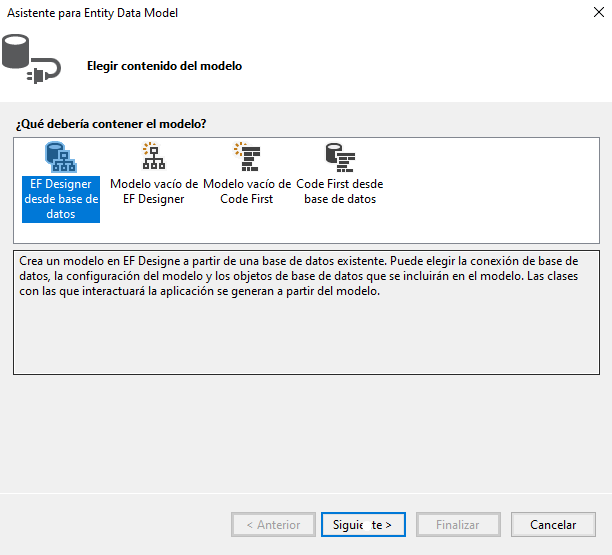 Asistente para Entity Data Model
Elegir contenido del modelo
¿Qué debería contener el modelo?
EF Designer
desde base de
datos
Modelo vacío de
EF Designer
Modelo vacío de
Code First
Code First desde
base de datos
Crea un modelo en EF Designe a partir de una base de datos existente. Puede elegir la conexión de base de
datos, la configuración del modelo y los objetos de base de datos que se incluirán en el modelo. Las clases
con las que interactuará la aplicación se generan a partir del modelo.
< Anterior
Siguie te >
Finalizar
Cancelar